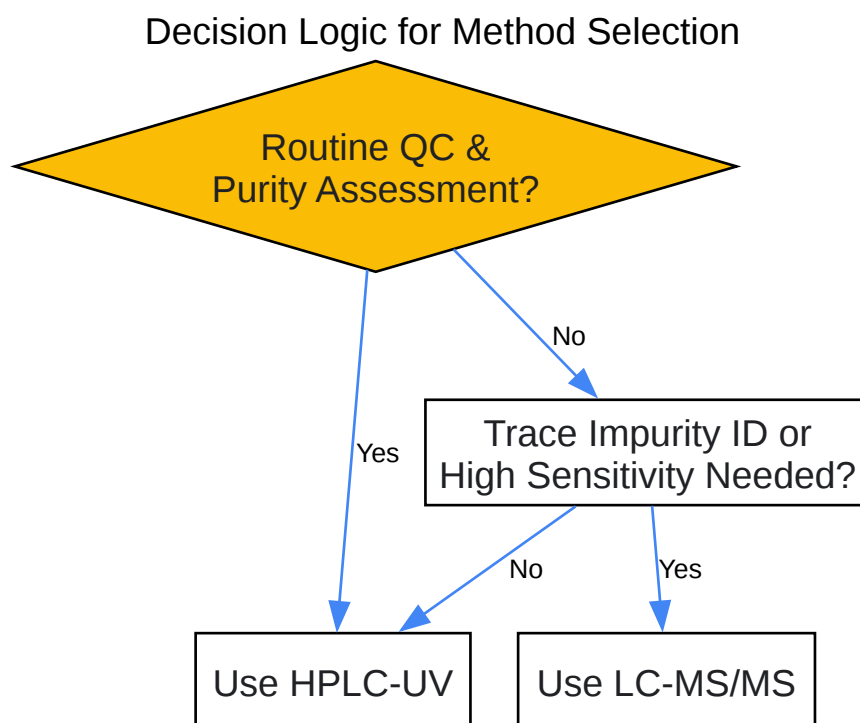 Decision Logic for Method Selection
Routine QC &
Purity Assessment?
No
Trace Impurity ID or
High Sensitivity Needed?
Yes
No
Yes
Use HPLC-UV
Use LC-MS/MS